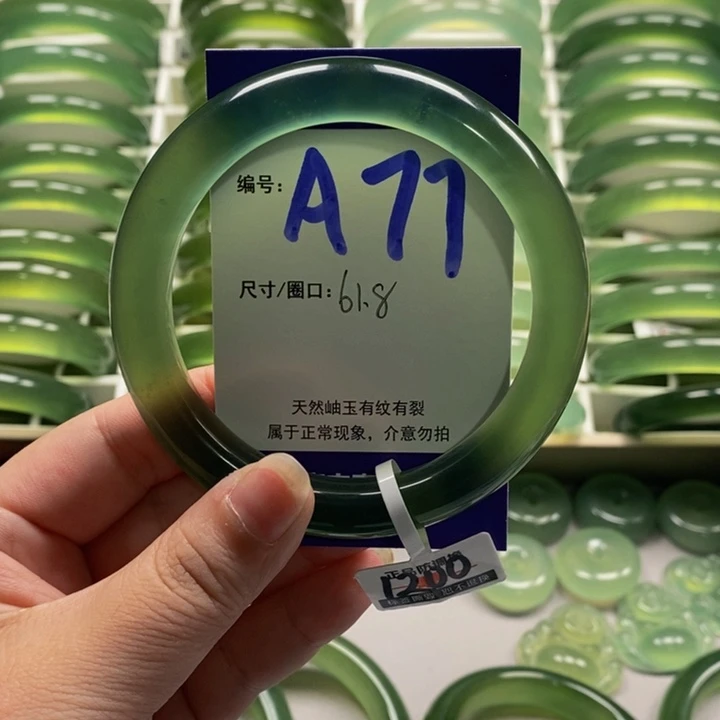 编号: A77
尺寸/圈口: 61.8
天然岫玉有纹有裂
属于正常现象，介意勿拍
1200